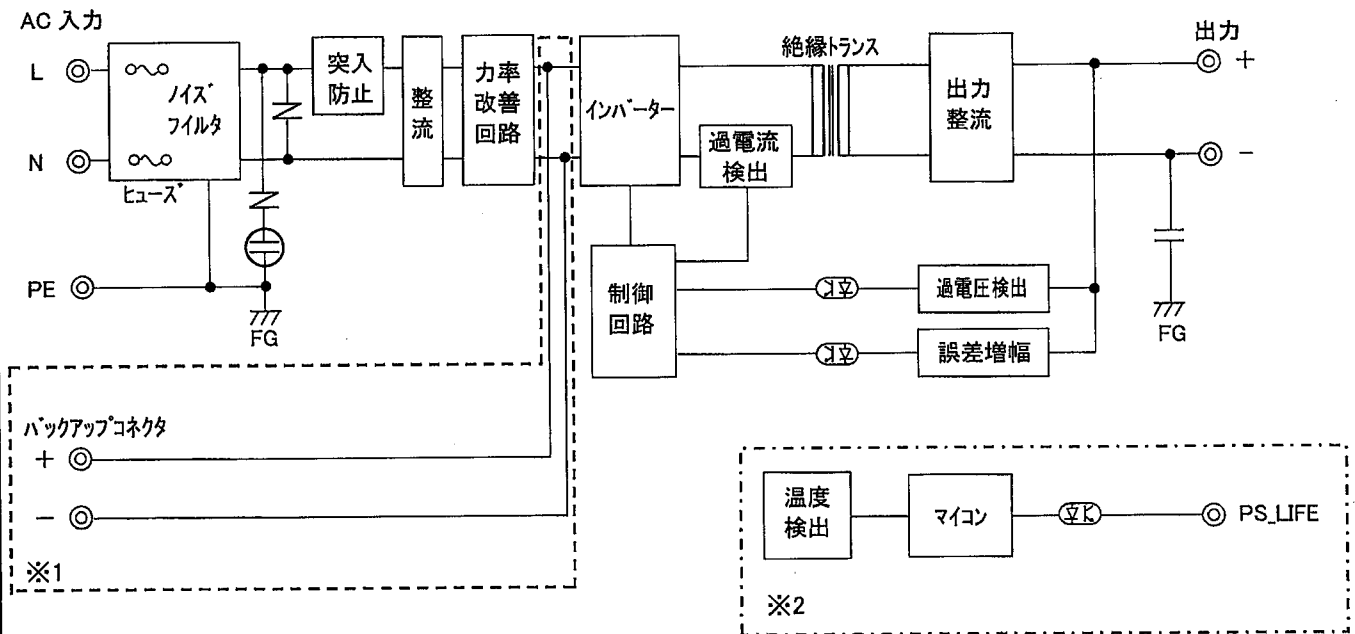 AC 入力
L
N
PE
ノイズ
フイルタ
ヒューズ
突入
防止
整
流
力率
改善
回路
インバーター
過電流
検出
絶縁トランス
出力
整流
出力
+
-
制御
回路
過電圧検出
誤差増幅
FG
FG
バックアップコネクタ
+
-
※1
温度
検出
マイコン
PS_LIFE
※2